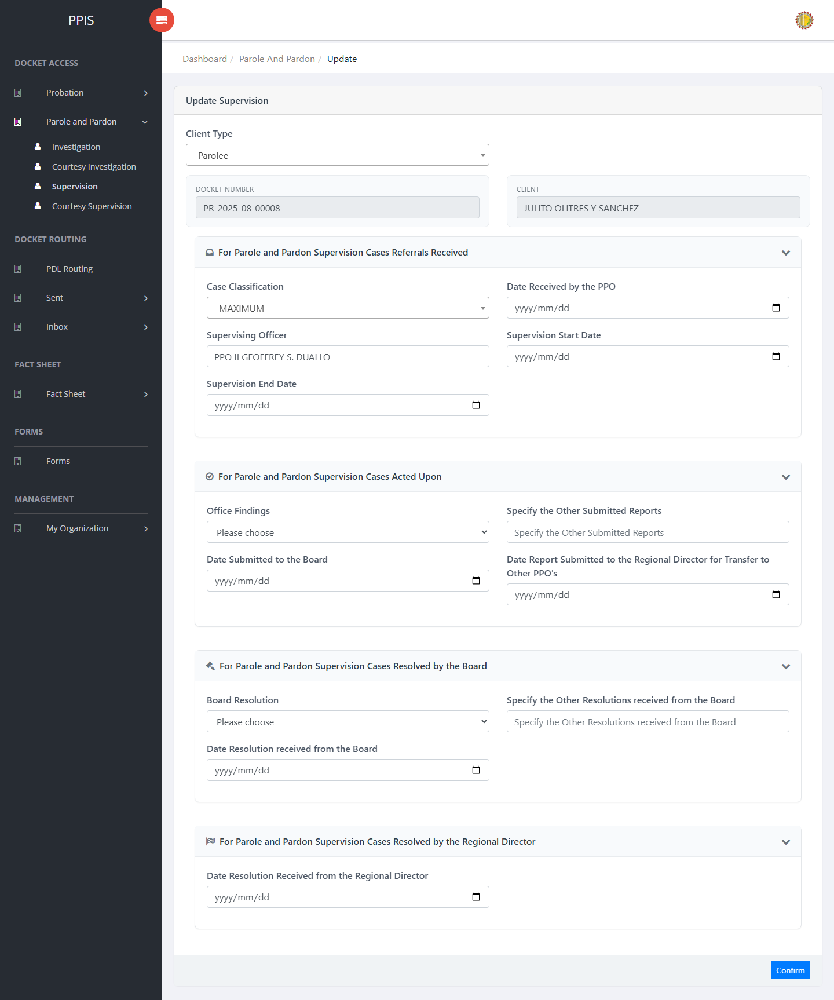 PPIS
DOCKET ACCESS
Probation
Parole and Pardon
Investigation
Courtesy Investigation
Supervision
Courtesy Supervision
DOCKET ROUTING
PDL Routing
Sent
Inbox
FACT SHEET
Fact Sheet
FORMS
Forms
MANAGEMENT
My Organization
Dashboard / Parole And Pardon / Update
Update Supervision
Client Type
Parolee
DOCKET NUMBER
PR-2025-08-00008
CLIENT
JULITO OLITRES Y SANCHEZ
For Parole and Pardon Supervision Cases Referrals Received
Case Classification
MAXIMUM
Date Received by the PPO
yyyy/mm/dd
Supervising Officer
PPO II GEOFFREY S. DUALLO
Supervision Start Date
yyyy/mm/dd
Supervision End Date
yyyy/mm/dd
For Parole and Pardon Supervision Cases Acted Upon
Office Findings
Please choose
Specify the Other Submitted Reports
Specify the Other Submitted Reports
Date Submitted to the Board
yyyy/mm/dd
Date Report Submitted to the Regional Director for Transfer to
Other PPO's
yyyy/mm/dd
For Parole and Pardon Supervision Cases Resolved by the Board
Board Resolution
Please choose
Specify the Other Resolutions received from the Board
Specify the Other Resolutions received from the Board
Date Resolution received from the Board
yyyy/mm/dd
For Parole and Pardon Supervision Cases Resolved by the Regional Director
Date Resolution Received from the Regional Director
yyyy/mm/dd
Confirm